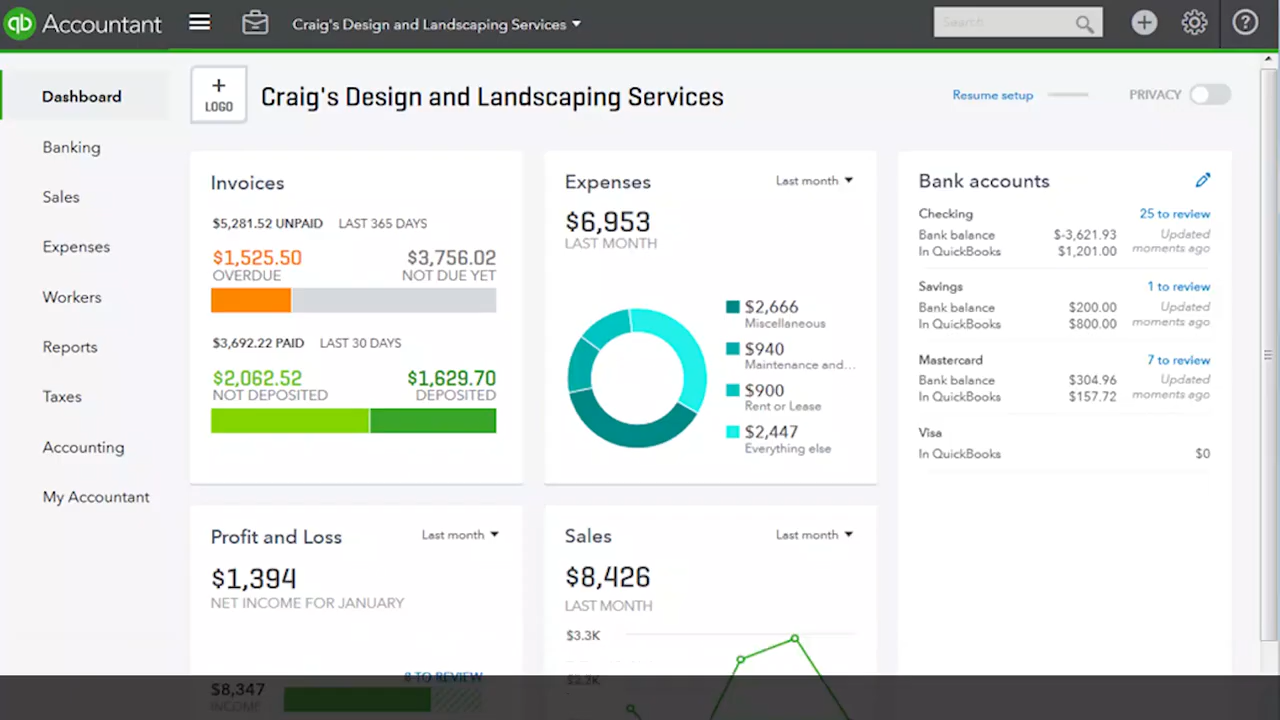 qb Accountant
Craig's Design and Landscaping Services
Search
Dashboard
Banking
Sales
Expenses
Workers
Reports
Taxes
Accounting
My Accountant
+
LOGO
Craig's Design and Landscaping Services
Resume setup
PRIVACY
Invoices
$5,281.52 UNPAID LAST 365 DAYS
$1,525.50 $3,756.02
OVERDUE NOT DUE YET
$3,692.22 PAID LAST 30 DAYS
$2,062.52 $1,629.70
NOT DEPOSITED DEPOSITED
Expenses Last month
$6,953
LAST MONTH
$2,666
Miscellaneous
$940
Maintenance and...
$900
Rent or Lease
$2,447
Everything else
Bank accounts
Checking 25 to review
Bank balance $-3,621.93 Updated
In QuickBooks $1,201.00 moments ago
Savings 1 to review
Bank balance $200.00 Updated
In QuickBooks $800.00 moments ago
Mastercard 7 to review
Bank balance $304.96 Updated
In QuickBooks $157.72 moments ago
Visa
In QuickBooks $0
Profit and Loss Last month
$1,394
NET INCOME FOR JANUARY
8 TO REVIEW
$8,347
INCOME
Sales Last month
$8,426
LAST MONTH
$3.3K